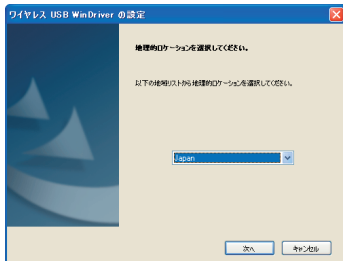 ワイヤレス USB WinDriver の設定
地理的ロケーションを選択してください。
以下の地域リストから地理的ロケーションを選択してください。
Japan
次へ
キャンセル